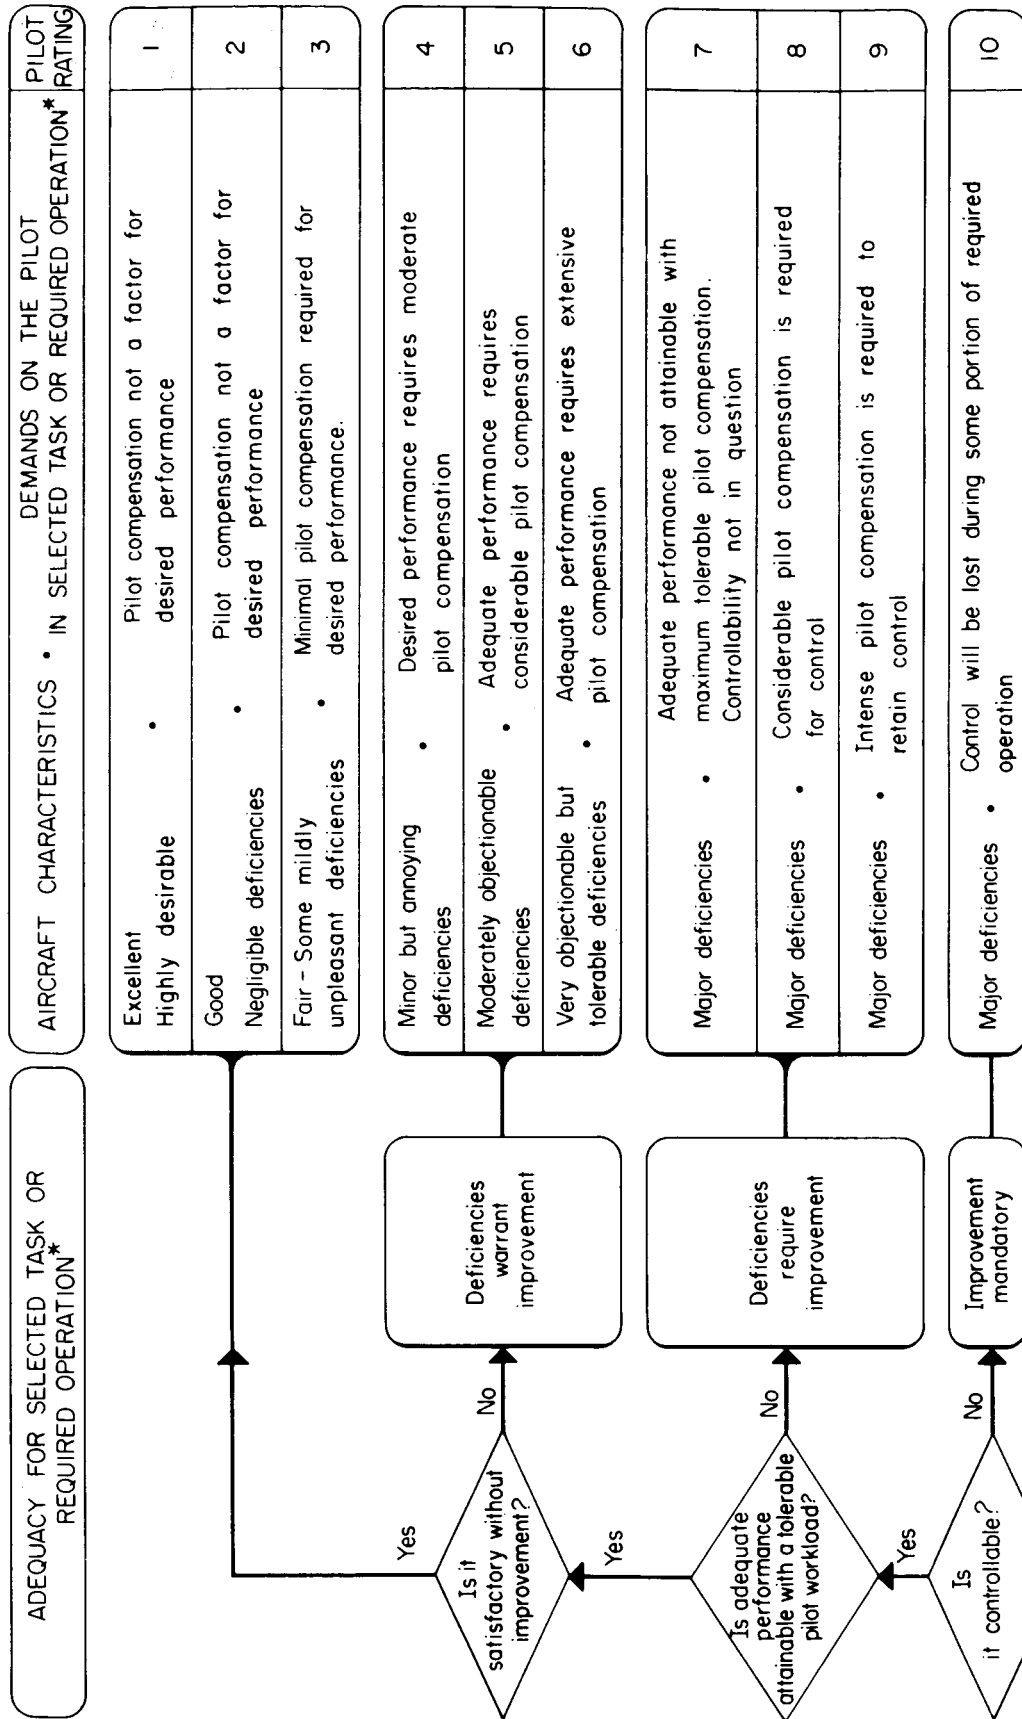 ADEQUACY FOR SELECTED TASK OR
REQUIRED OPERATION*
AIRCRAFT CHARACTERISTICS •
DEMANDS ON THE PILOT
IN SELECTED TASK OR REQUIRED OPERATION*
PILOT
RATING
Excellent
Highly desirable
•
Pilot compensation not a factor for
desired performance
1
Good
Negligible deficiencies
•
Pilot compensation not a factor for
desired performance
2
Fair – Some mildly
unpleasant deficiencies
•
Minimal pilot compensation required for
desired performance.
3
Yes
Is it
satisfactory without
improvement?
No
Deficiencies
warrant
improvement
Minor but annoying
deficiencies
•
Desired performance requires moderate
pilot compensation
4
Moderately objectionable
deficiencies
•
Adequate performance requires
considerable pilot compensation
5
Very objectionable but
tolerable deficiencies
•
Adequate performance requires extensive
pilot compensation
6
Yes
Is adequate
performance
attainable with a tolerable
pilot workload?
No
Deficiencies
require
improvement
Major deficiencies
•
Adequate performance not attainable with
maximum tolerable pilot compensation.
Controllability not in question
7
Major deficiencies
•
Considerable pilot compensation is required
for control
8
Major deficiencies
•
Intense pilot compensation is required to
retain control
9
Yes
Is
it controllable?
No
Improvement
mandatory
Major deficiencies
•
Control will be lost during some portion of required
operation
10